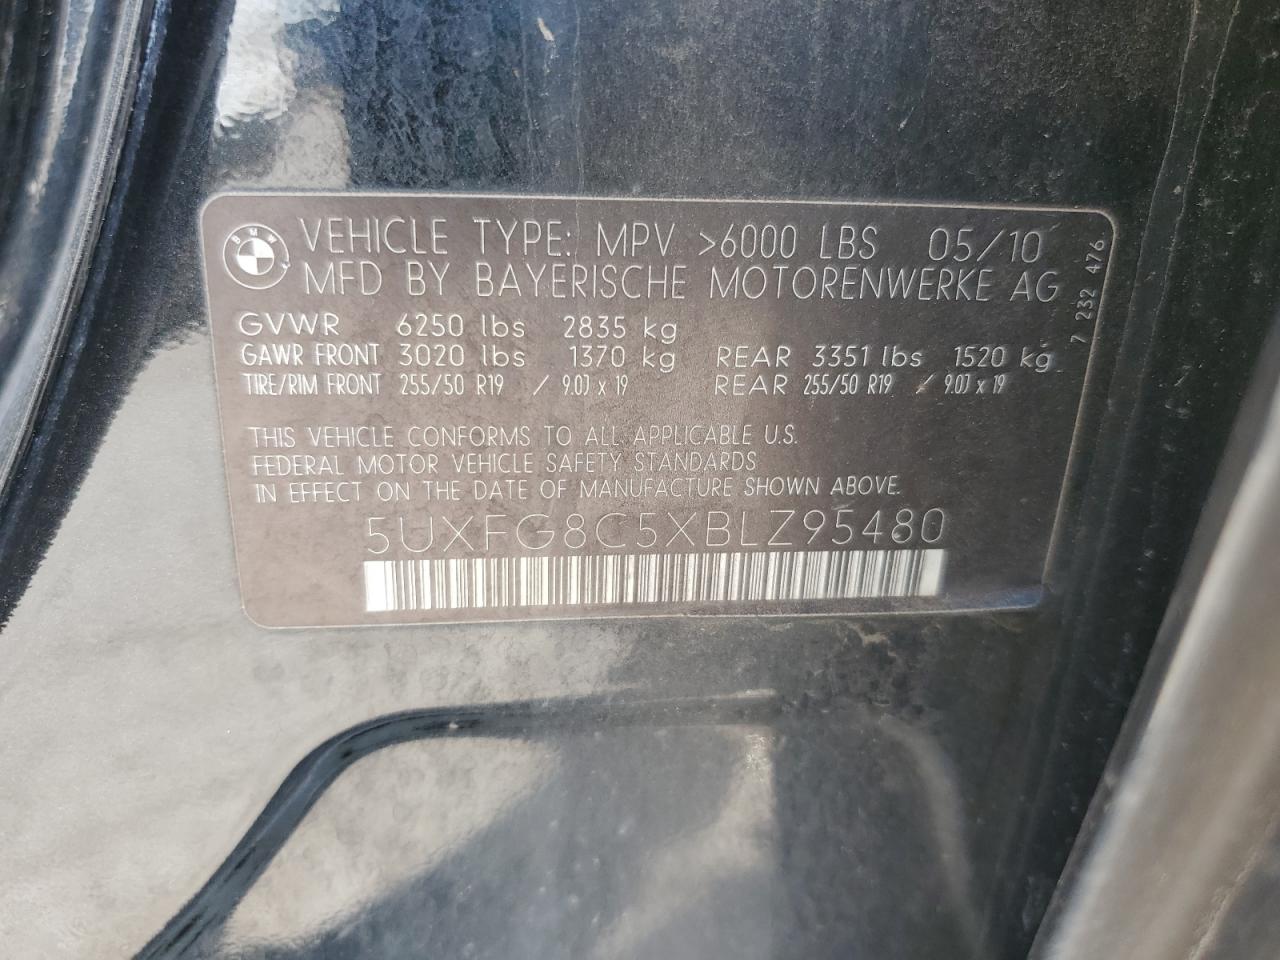 BMW
VEHICLE TYPE: MPV >6000 LBS 05/10
MFD BY BAYERISCHE MOTORENWERKE AG
GVWR 6250 lbs 2835 kg
GAWR FRONT 3020 lbs 1370 kg REAR 3351 lbs 1520 kg
TIRE/RIM FRONT 255/50 R19 / 9.0J x 19 REAR 255/50 R19 / 9.0J x 19
THIS VEHICLE CONFORMS TO ALL APPLICABLE U.S.
FEDERAL MOTOR VEHICLE SAFETY STANDARDS
IN EFFECT ON THE DATE OF MANUFACTURE SHOWN ABOVE.
5UXFG8C5XBLZ95480
7 232 476.